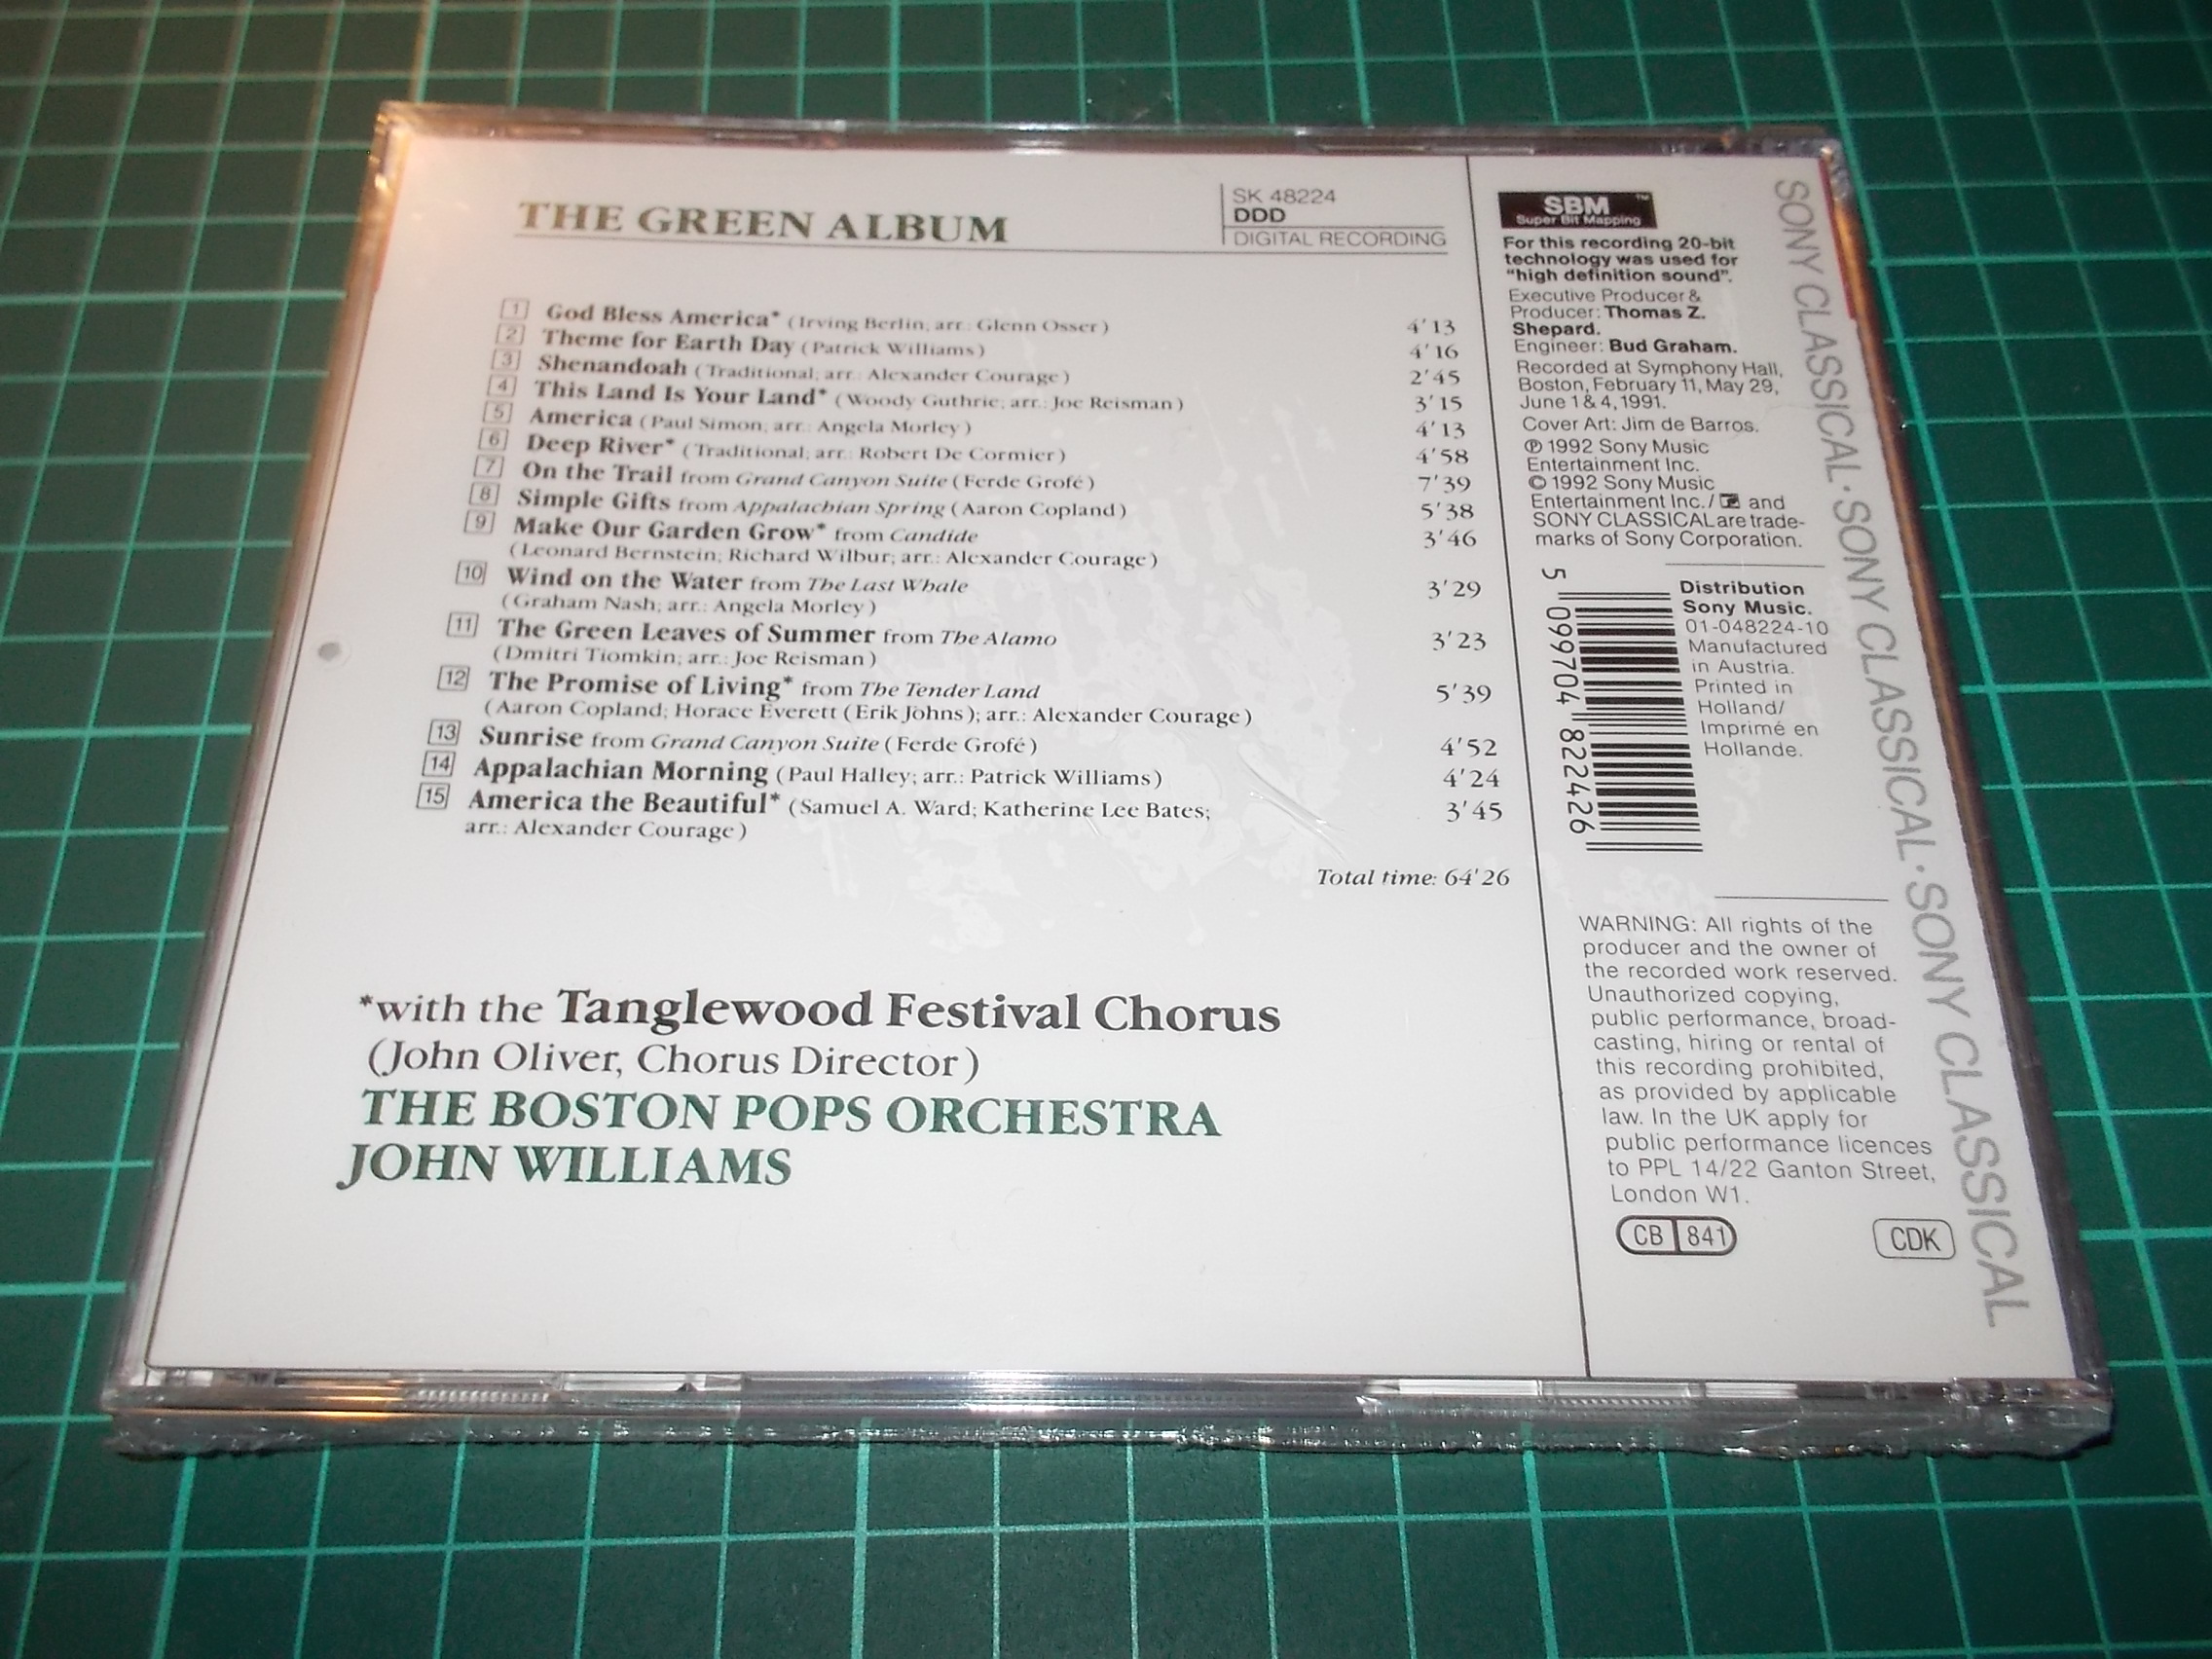 THE GREEN ALBUM
SK 48224
DDD
DIGITAL RECORDING
1 God Bless America* (Irving Berlin; arr.: Glenn Osser) 4'13
2 Theme for Earth Day (Patrick Williams) 4'16
3 Shenandoah (Traditional; arr.: Alexander Courage) 2'45
4 This Land Is Your Land* (Woody Guthrie; arr.: Joe Reisman) 3'15
5 America (Paul Simon; arr.: Angela Morley) 4'13
6 Deep River* (Traditional; arr.: Robert De Cormier) 4'58
7 On the Trail from Grand Canyon Suite (Ferde Grofé) 7'39
8 Simple Gifts from Appalachian Spring (Aaron Copland) 5'38
9 Make Our Garden Grow* from Candide 3'46
(Leonard Bernstein; Richard Wilbur; arr.: Alexander Courage)
10 Wind on the Water from The Last Whale 3'29
(Graham Nash; arr.: Angela Morley)
11 The Green Leaves of Summer from The Alamo 3'23
(Dmitri Tiomkin; arr.: Joe Reisman)
12 The Promise of Living* from The Tender Land 5'39
(Aaron Copland; Horace Everett (Erik Johns); arr.: Alexander Courage)
13 Sunrise from Grand Canyon Suite (Ferde Grofé) 4'52
14 Appalachian Morning (Paul Halley; arr.: Patrick Williams) 4'24
15 America the Beautiful* (Samuel A. Ward; Katherine Lee Bates; 3'45
arr.: Alexander Courage)
Total time: 64'26
*with the Tanglewood Festival Chorus
(John Oliver, Chorus Director)
THE BOSTON POPS ORCHESTRA
JOHN WILLIAMS
SBM™
Super Bit Mapping
For this recording 20-bit
technology was used for
"high definition sound".
Executive Producer &
Producer: Thomas Z.
Shepard.
Engineer: Bud Graham.
Recorded at Symphony Hall,
Boston, February 11, May 29,
June 1 & 4, 1991.
Cover Art: Jim de Barros.
℗ 1992 Sony Music
Entertainment Inc.
© 1992 Sony Music
Entertainment Inc./ and
SONY CLASSICAL are trade-
marks of Sony Corporation.
5 099704 822426
Distribution
Sony Music.
01-048224-10
Manufactured
in Austria.
Printed in
Holland/
Imprimé en
Hollande.
WARNING: All rights of the
producer and the owner of
the recorded work reserved.
Unauthorized copying,
public performance, broad-
casting, hiring or rental of
this recording prohibited,
as provided by applicable
law. In the UK apply for
public performance licences
to PPL 14/22 Ganton Street,
London W1.
CB 841
CDK
SONY CLASSICAL · SONY CLASSICAL · SONY CLASSICAL